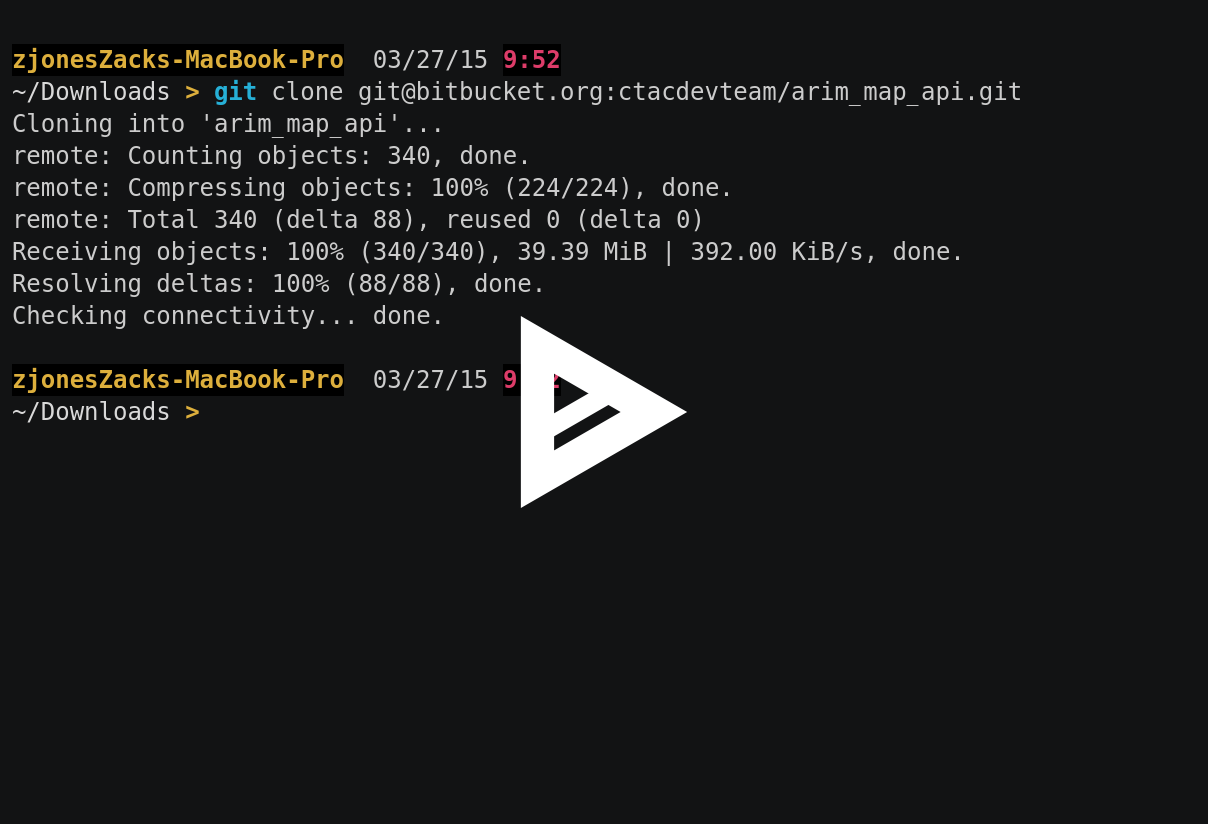 zjonesZacks-MacBook-Pro  03/27/15 9:52
~/Downloads > git clone git@bitbucket.org:ctacdevteam/arim_map_api.git
Cloning into 'arim_map_api'...
remote: Counting objects: 340, done.
remote: Compressing objects: 100% (224/224), done.
remote: Total 340 (delta 88), reused 0 (delta 0)
Receiving objects: 100% (340/340), 39.39 MiB | 392.00 KiB/s, done.
Resolving deltas: 100% (88/88), done.
Checking connectivity... done.
zjonesZacks-MacBook-Pro  03/27/15
~/Downloads >